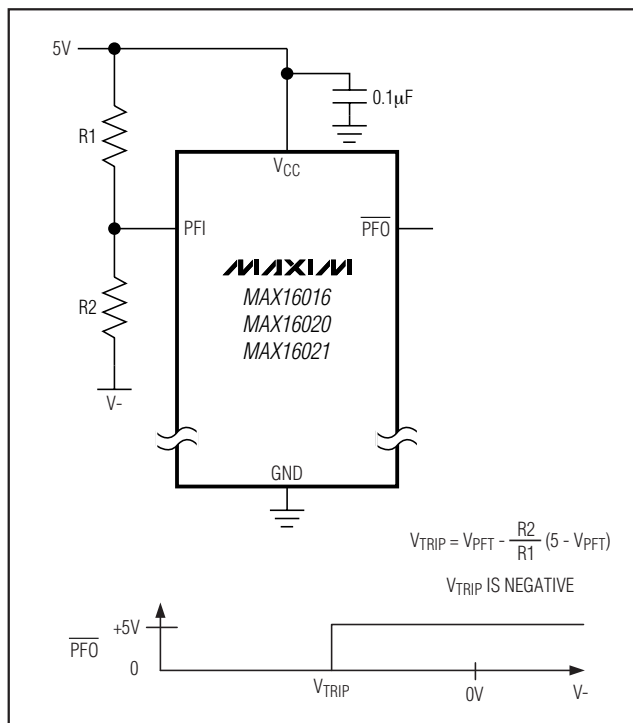 5V
0.1µF
R1
VCC
PFI
PFO
MAXIM
R2
MAX16016
MAX16020
MAX16021
V-
GND
VTRIP = VPFT - R2/R1 (5 - VPFT)
VTRIP IS NEGATIVE
+5V
PFO
0
VTRIP
0V
V-